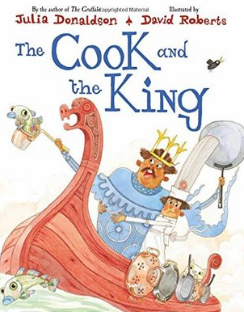 By the author of The Gruffalo Copyrighted Material Illustrated by
Julia Donaldson David Roberts
The Cook and
the King